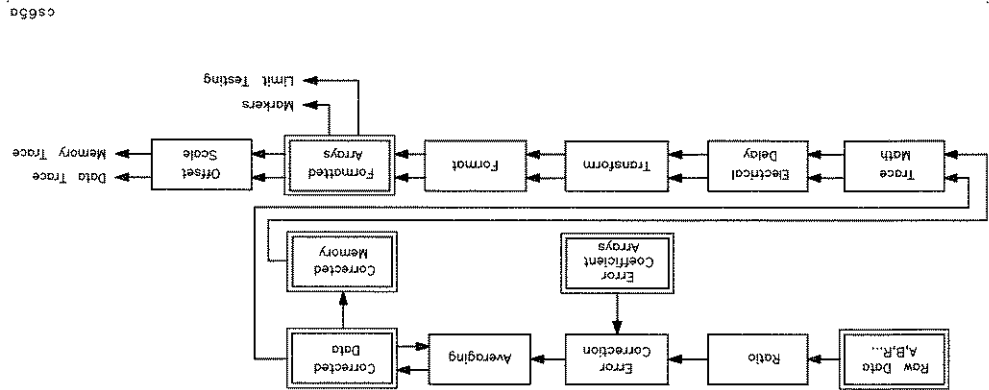 Raw Data
A,B,R...
Ratio
Error
Correction
Averaging
Corrected
Data
Error
Coefficient
Arrays
Corrected
Memory
Trace
Math
Electrical
Delay
Transform
Format
Formatted
Arrays
Offset
Scale
Data Trace
Memory Trace
Markers
Limit Testing
cs65a